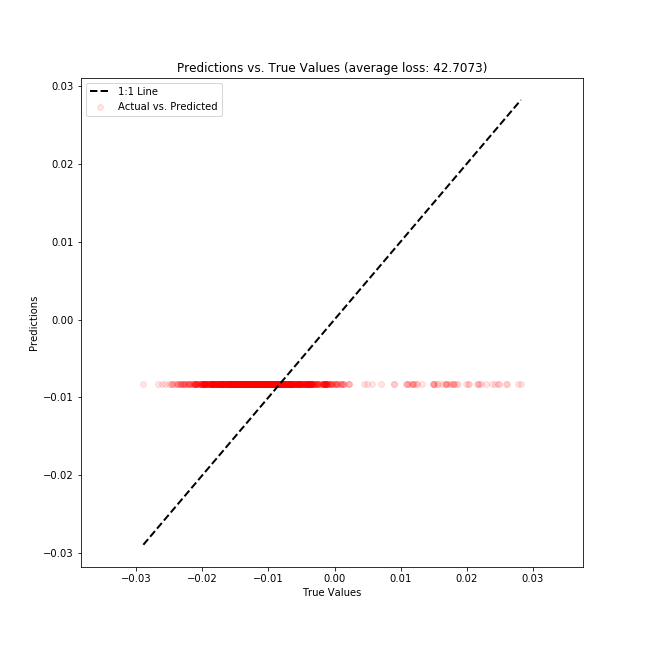 Predictions vs. True Values (average loss: 42.7073)
1:1 Line
Actual vs. Predicted
0.03
0.02
0.01
0.00
−0.01
−0.02
−0.03
Predictions
−0.03 −0.02 −0.01 0.00 0.01 0.02 0.03
True Values